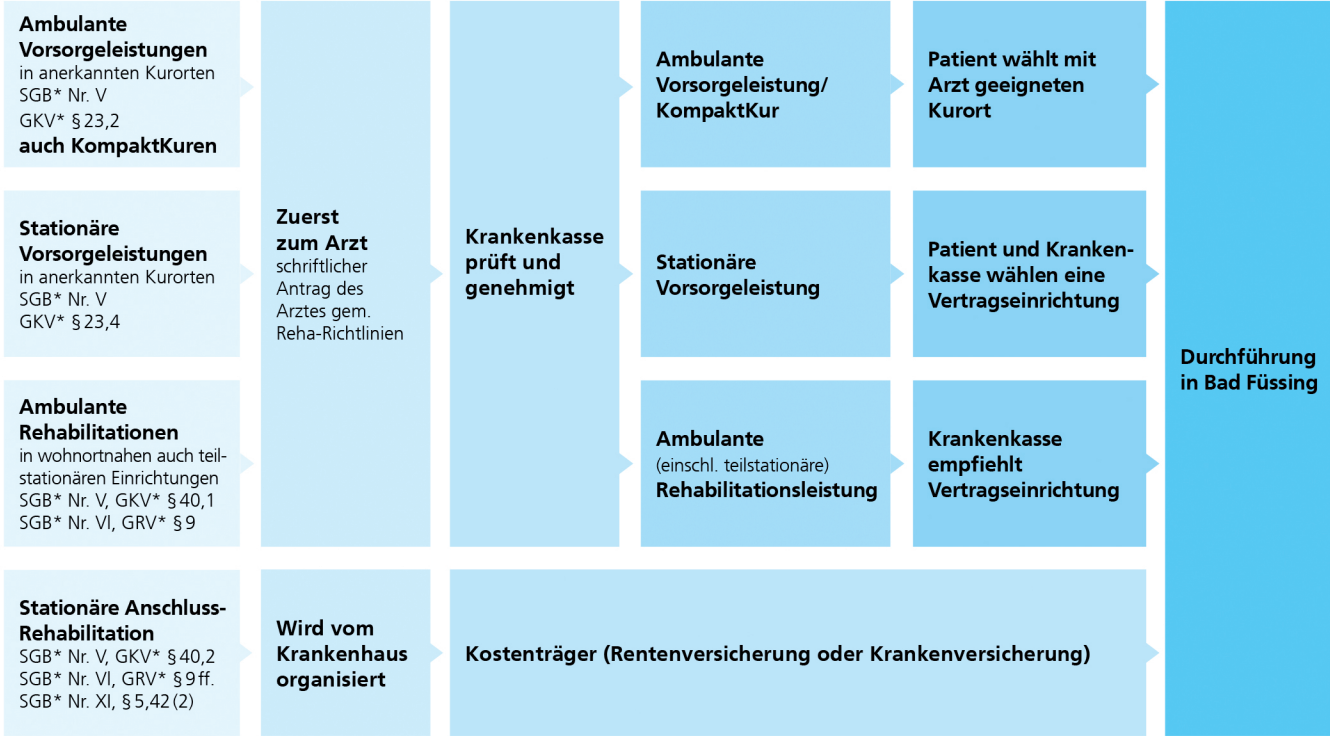 Ambulante
Vorsorgeleistungen
in anerkannten Kurorten
SGB* Nr. V
GKV* § 23,2
auch KompaktKuren
Stationäre
Vorsorgeleistungen
in anerkannten Kurorten
SGB* Nr. V
GKV* § 23,4
Ambulante
Rehabilitationen
in wohnortnahen auch teil-
stationären Einrichtungen
SGB* Nr. V, GKV* § 40,1
SGB* Nr. VI, GRV* § 9
Zuerst
zum Arzt
schriftlicher
Antrag des
Arztes gem.
Reha-Richtlinien
Krankenkasse
prüft und
genehmigt
Ambulante
Vorsorgeleistung/
KompaktKur
Patient wählt mit
Arzt geeigneten
Kurort
Stationäre
Vorsorgeleistung
Patient und Kranken-
kasse wählen eine
Vertragseinrichtung
Ambulante
(einschl. teilstationäre)
Rehabilitationsleistung
Krankenkasse
empfiehlt
Vertragseinrichtung
Stationäre Anschluss-
Rehabilitation
SGB* Nr. V, GKV* § 40,2
SGB* Nr. VI, GRV* § 9 ff.
SGB* Nr. XI, § 5,42 (2)
Wird vom
Krankenhaus
organisiert
Kostenträger (Rentenversicherung oder Krankenversicherung)
Durchführung
in Bad Füssing